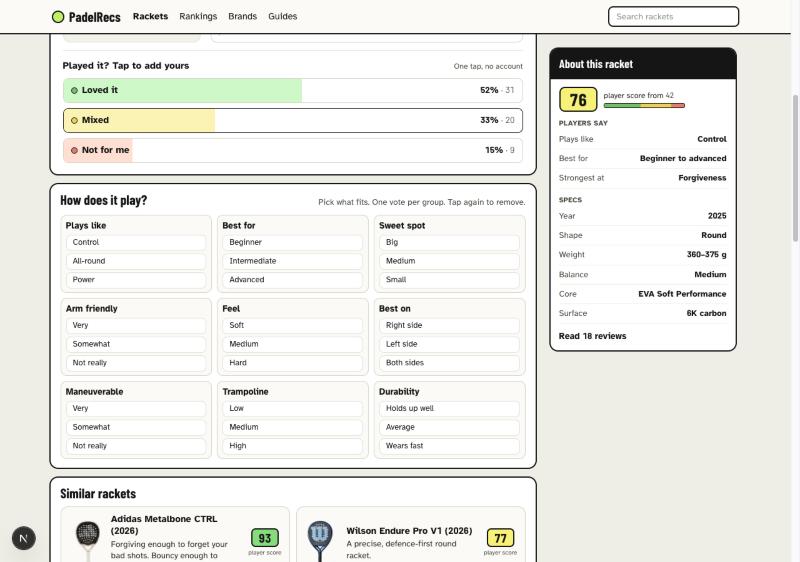 PadelRecs Rackets Rankings Brands Guides Search rackets
Played it? Tap to add yours One tap, no account
Loved it 52% · 31
Mixed 33% · 20
Not for me 15% · 9
How does it play? Pick what fits. One vote per group. Tap again to remove.
Plays like
Control
All-round
Power
Best for
Beginner
Intermediate
Advanced
Sweet spot
Big
Medium
Small
Arm friendly
Very
Somewhat
Not really
Feel
Soft
Medium
Hard
Best on
Right side
Left side
Both sides
Maneuverable
Very
Somewhat
Not really
Trampoline
Low
Medium
High
Durability
Holds up well
Average
Wears fast
Similar rackets
Adidas Metalbone CTRL
(2026)
Forgiving enough to forget your
bad shots. Bouncy enough to
93
player score
Wilson Endure Pro V1 (2026)
A precise, defence-first round
racket.
77
player score
About this racket
76 player score from 42
PLAYERS SAY
Plays like Control
Best for Beginner to advanced
Strongest at Forgiveness
SPECS
Year 2025
Shape Round
Weight 360–375 g
Balance Medium
Core EVA Soft Performance
Surface 6K carbon
Read 18 reviews
N